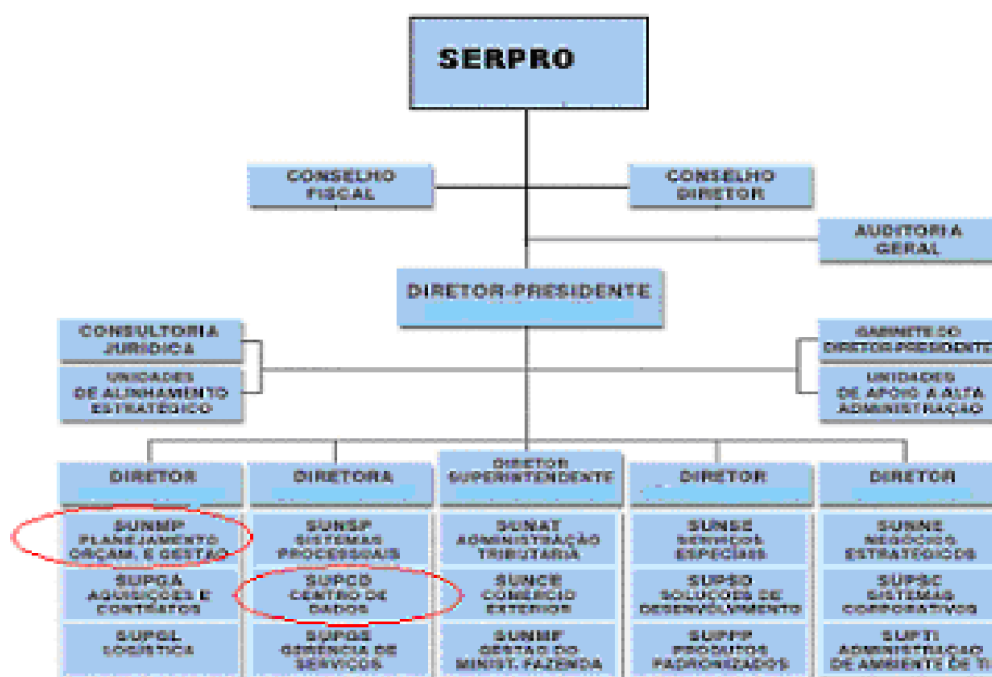 SERPRO
CONSELHO
FISCAL
CONSELHO
DIRETOR
AUDITORIA
GERAL
DIRETOR-PRESIDENTE
CONSULTORIA
JURIDICA
GABINETE DO
DIRETOR-PRESIDENTE
UNIDADES
DE ALINHAMENTO
ESTRATÉGICO
UNIDADES
DE APOIO A ALTA
ADMINISTRAÇÃO
DIRETOR
DIRETORA
DIRETOR
SUPERINTENDENTE
DIRETOR
DIRETOR
SUNMP
PLANEJAMENTO
ORÇAM. E GESTÃO
SUNSP
SISTEMAS
PROCESSUAIS
SUNAT
ADMINISTRAÇÃO
TRIBUTARIA
SUNSE
SERVIÇOS
ESPECIAIS
SUNNE
NEGÓCIOS
ESTRATEGICOS
SUPGA
AQUISIÇÕES E
CONTRATOS
SUPCD
CENTRO DE
DADOS
SUNCE
COMERCIO
EXTERIOR
SUPSD
SOLUÇÕES DE
DESENVOLVIMENTO
SUPSC
SISTEMAS
CORPORATIVOS
SUPGL
LOGÍSTICA
SUPGS
GERÊNCIA DE
SERVIÇOS
SUNMF
GESTÃO DO
MINIST. FAZENDA
SUPPP
PRODUTOS
PADRONIZADOS
SUPTI
ADMINISTRAÇÃO
DE AMBIENTE DE TI